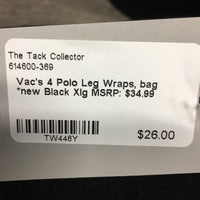 The Tack Collector
614600-369
Vac's 4 Polo Leg Wraps, bag
*new Black Xlg MSRP: $34.99
TW446Y
$26.00